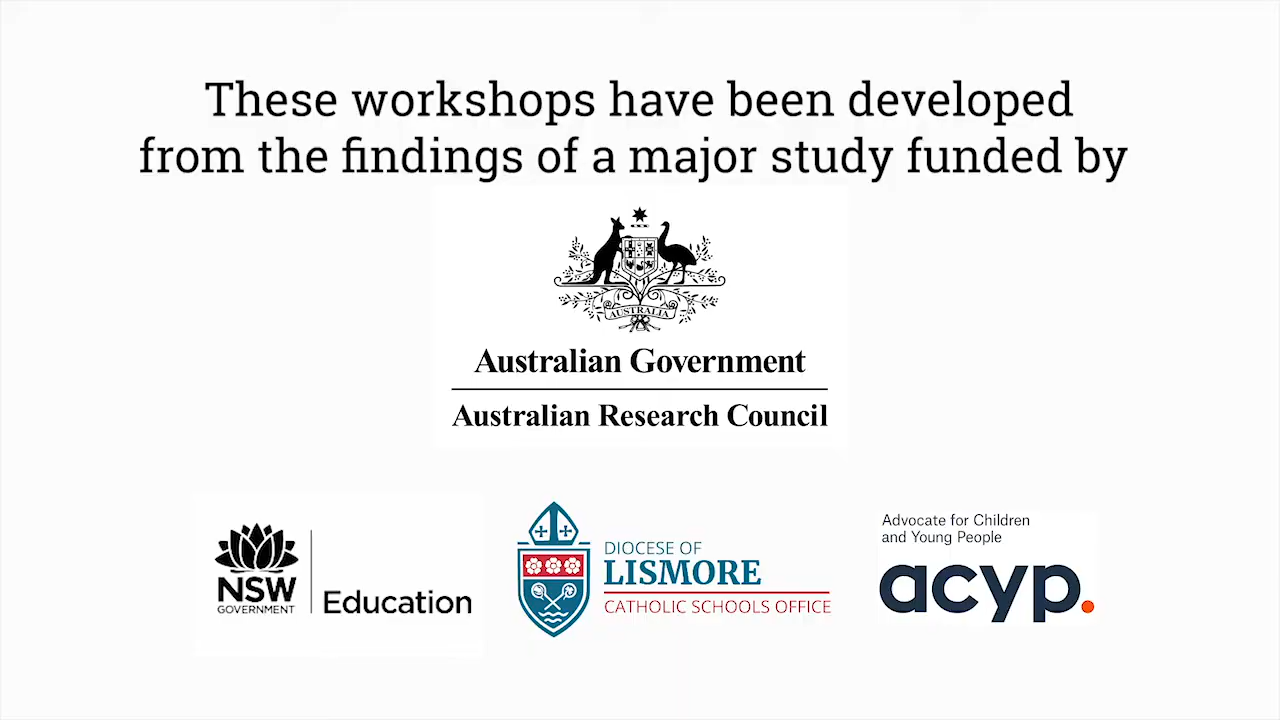 These workshops have been developed
from the findings of a major study funded by
AUSTRALIA
Australian Government
Australian Research Council
NSW
GOVERNMENT
Education
DIOCESE OF
LISMORE
CATHOLIC SCHOOLS OFFICE
Advocate for Children
and Young People
acyp.